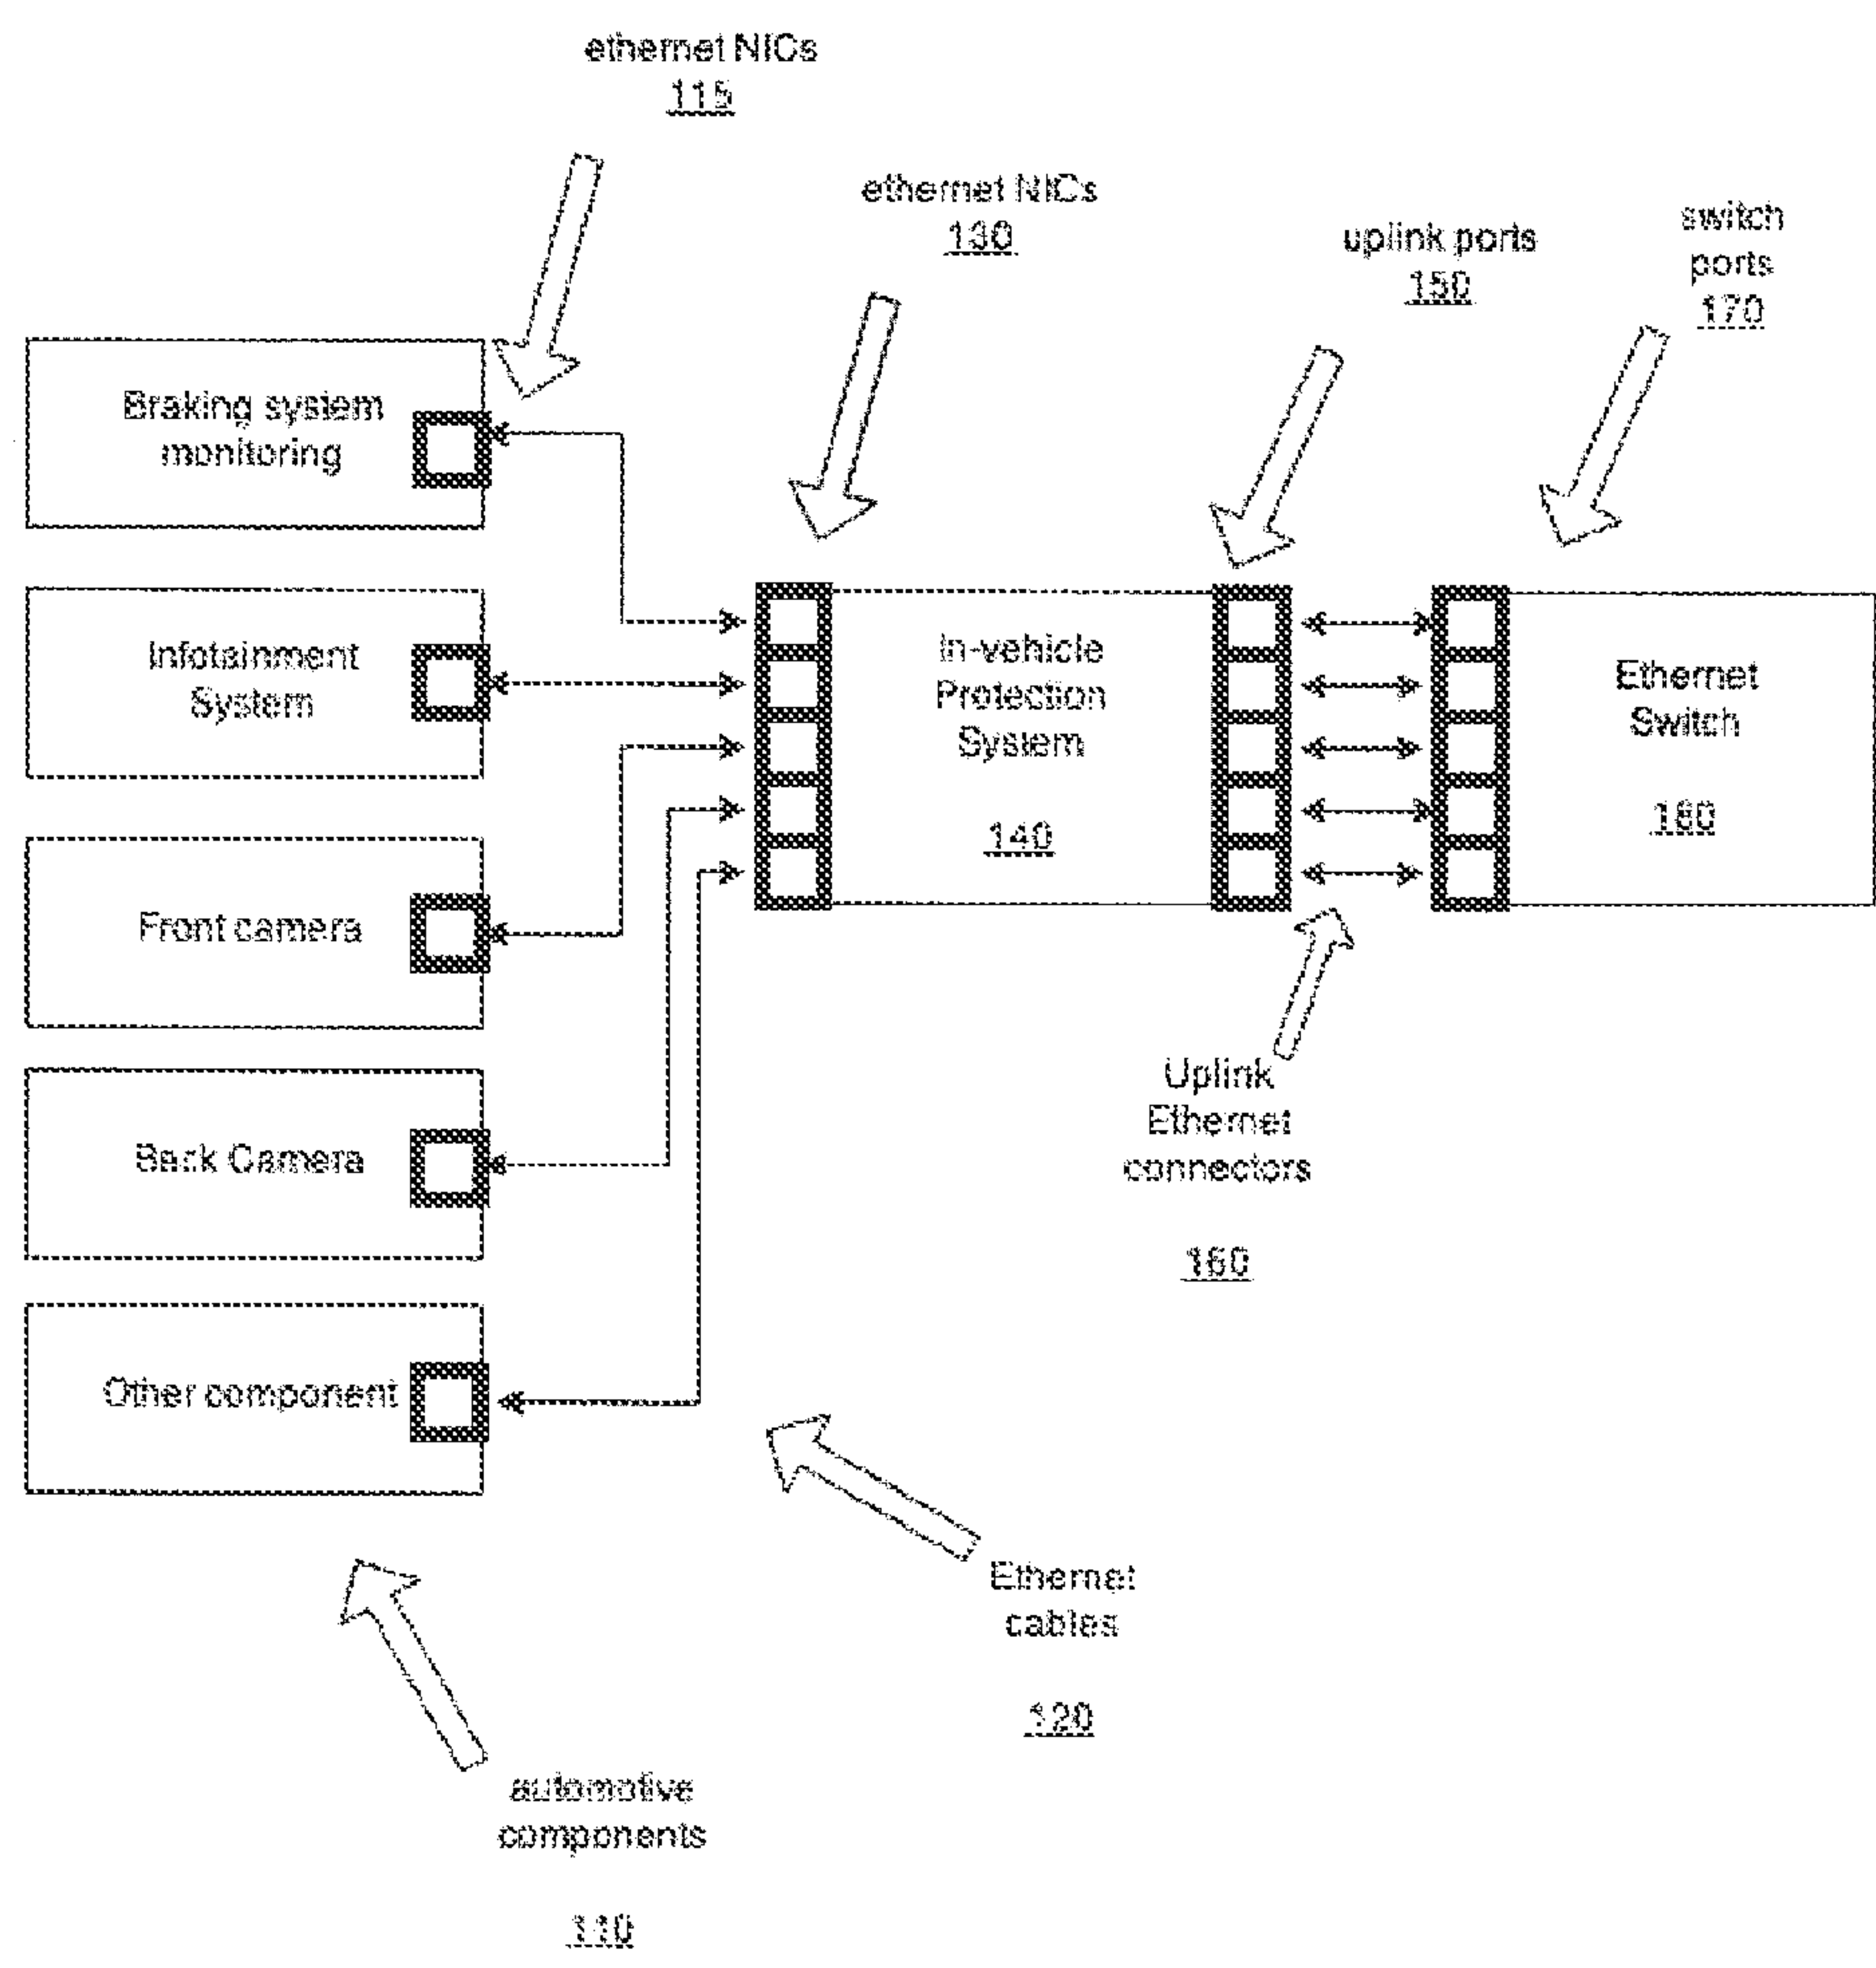 ethernet NICs
115
ethernet NICs
130
uplink ports
150
switch
ports
170
Braking system
monitoring
Infotainment
System
Front camera
Back Camera
Other component
In-vehicle
Protection
System
140
Ethernet
Switch
180
Uplink
Ethernet
connectors
160
Ethernet
cables
120
automotive
components
110